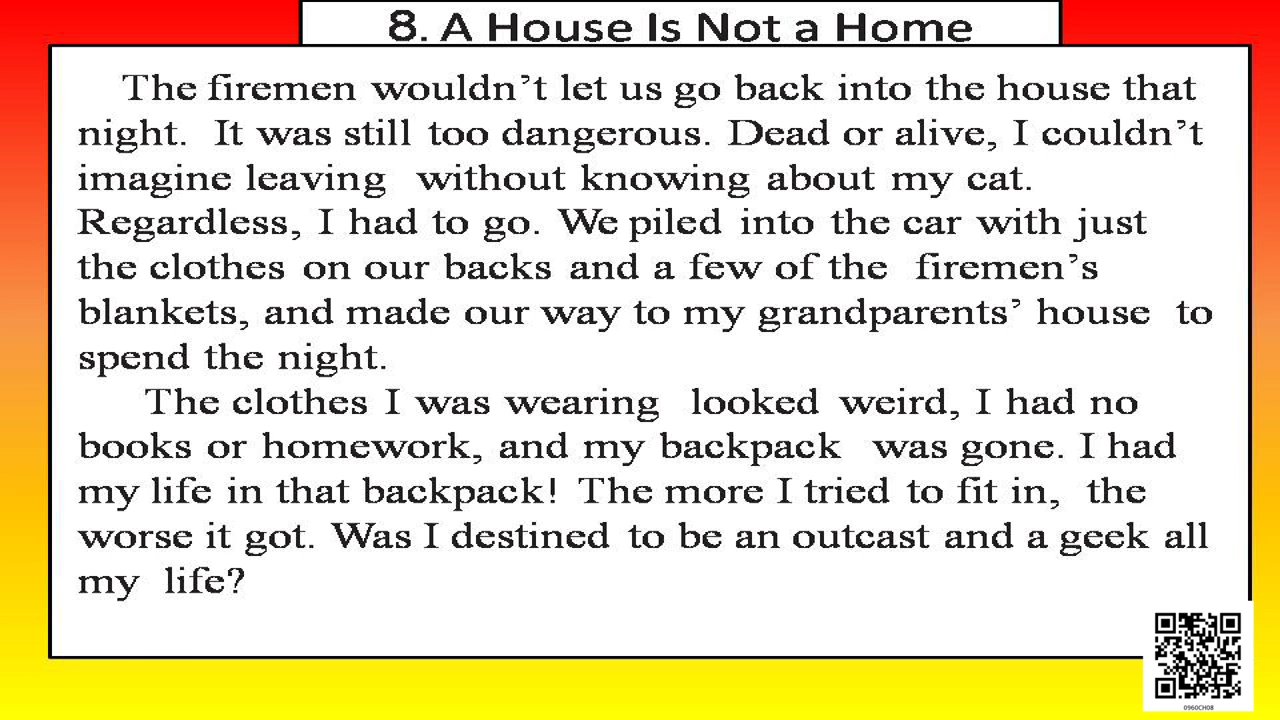 8. A House Is Not a Home
The firemen wouldn’t let us go back into the house that
night. It was still too dangerous. Dead or alive, I couldn’t
imagine leaving without knowing about my cat.
Regardless, I had to go. We piled into the car with just
the clothes on our backs and a few of the firemen’s
blankets, and made our way to my grandparents’ house to
spend the night.
The clothes I was wearing looked weird, I had no
books or homework, and my backpack was gone. I had
my life in that backpack! The more I tried to fit in, the
worse it got. Was I destined to be an outcast and a geek all
my life?
0960CH08